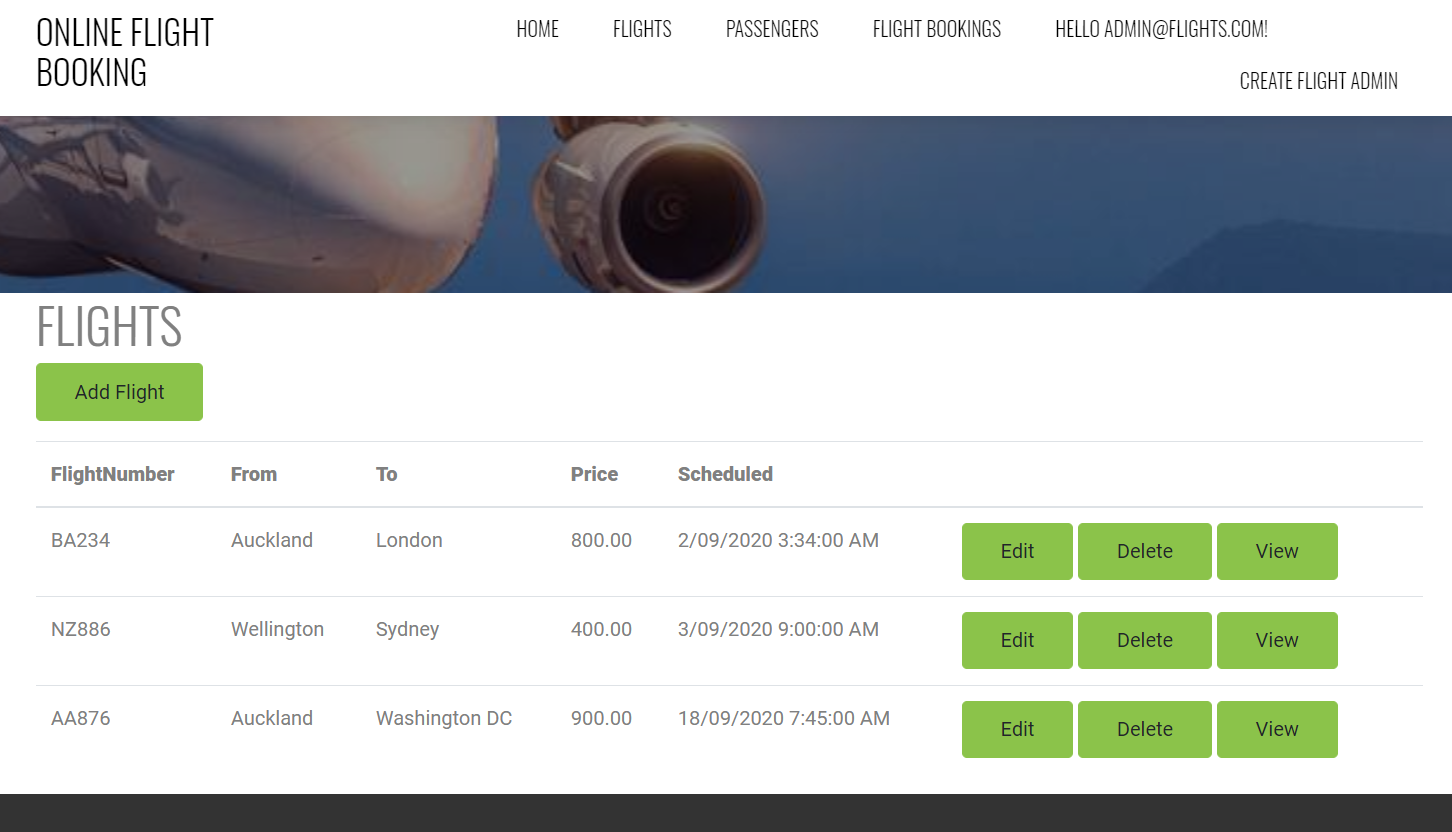 ONLINE FLIGHT
BOOKING
HOME FLIGHTS PASSENGERS FLIGHT BOOKINGS HELLO ADMIN@FLIGHTS.COM!
CREATE FLIGHT ADMIN
FLIGHTS
Add Flight
FlightNumber From To Price Scheduled
BA234 Auckland London 800.00 2/09/2020 3:34:00 AM Edit Delete View
NZ886 Wellington Sydney 400.00 3/09/2020 9:00:00 AM Edit Delete View
AA876 Auckland Washington DC 900.00 18/09/2020 7:45:00 AM Edit Delete View